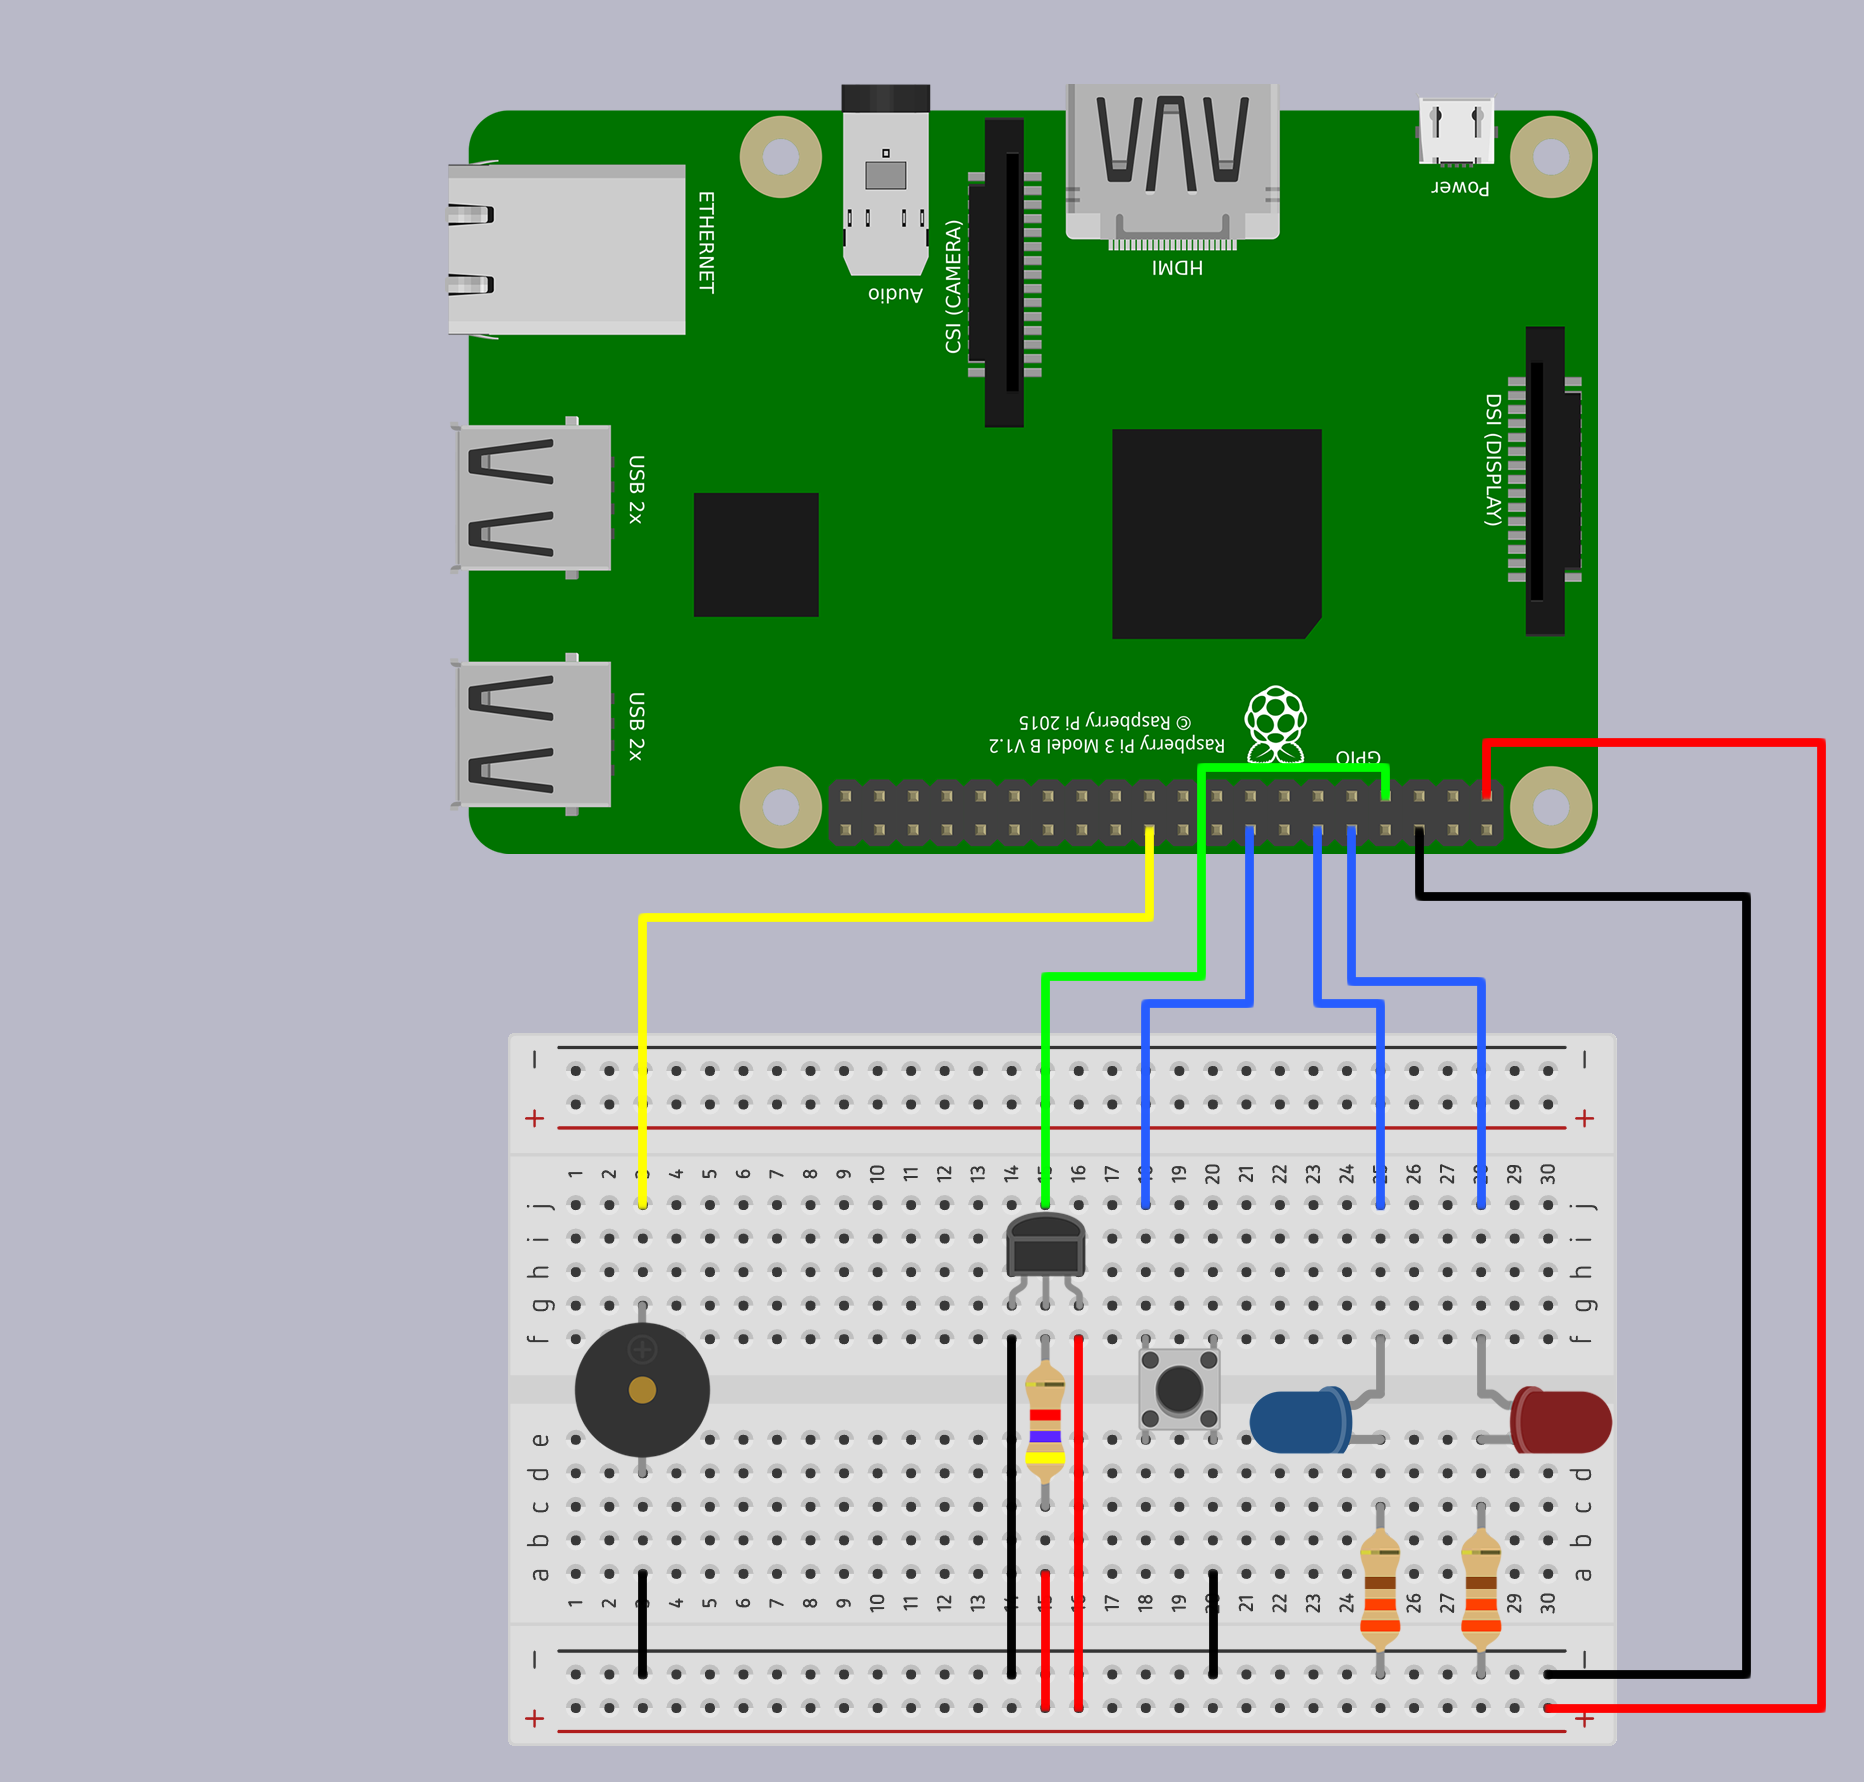 Power
ETHERNET
HDMI
Audio
CSI (CAMERA)
DSI (DISPLAY)
USB 2x
USB 2x
© Raspberry Pi 2015
Raspberry Pi 3 Model B V1.2
GPIO
− −
+ +
1 2 3 4 5 6 7 8 9 10 11 12 13 14 15 16 17 18 19 20 21 22 23 24 25 26 27 28 29 30
j j
i i
h h
g g
f f
e
d d
c c
b b
a a
1 2 3 4 5 6 7 8 9 10 11 12 13 14 15 16 17 18 19 20 21 22 23 24 26 27 29 30
− −
+ +